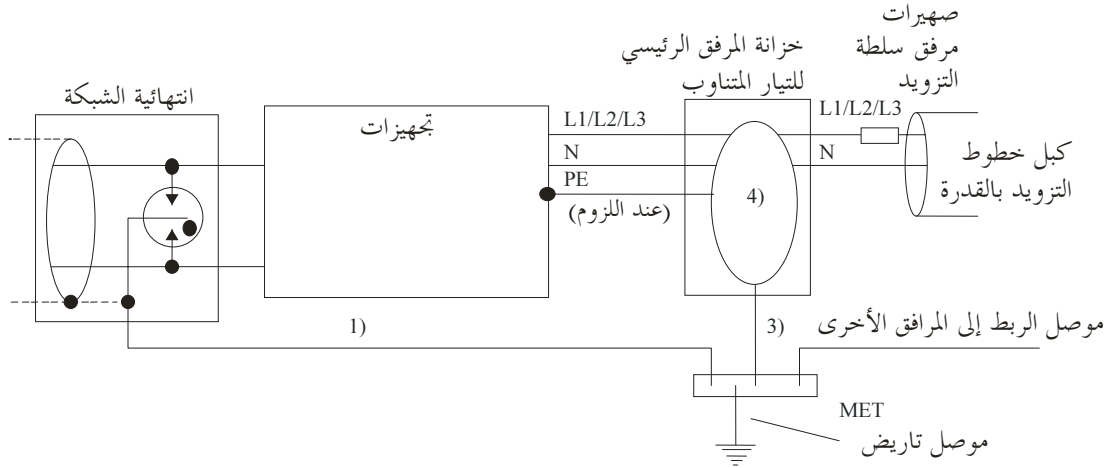 صهيرات
مرفق سلطة
التزويد
خزانة المرفق الرئيسي
للتيار المتناوب
انتهائية الشبكة
تجهيزات
L1/L2/L3
N
PE
(عند اللزوم)
4)
L1/L2/L3
N
كبل خطوط
التزويد بالقدرة
1)
3)
موصل الربط إلى المرافق الأخرى
MET
موصل تاريض